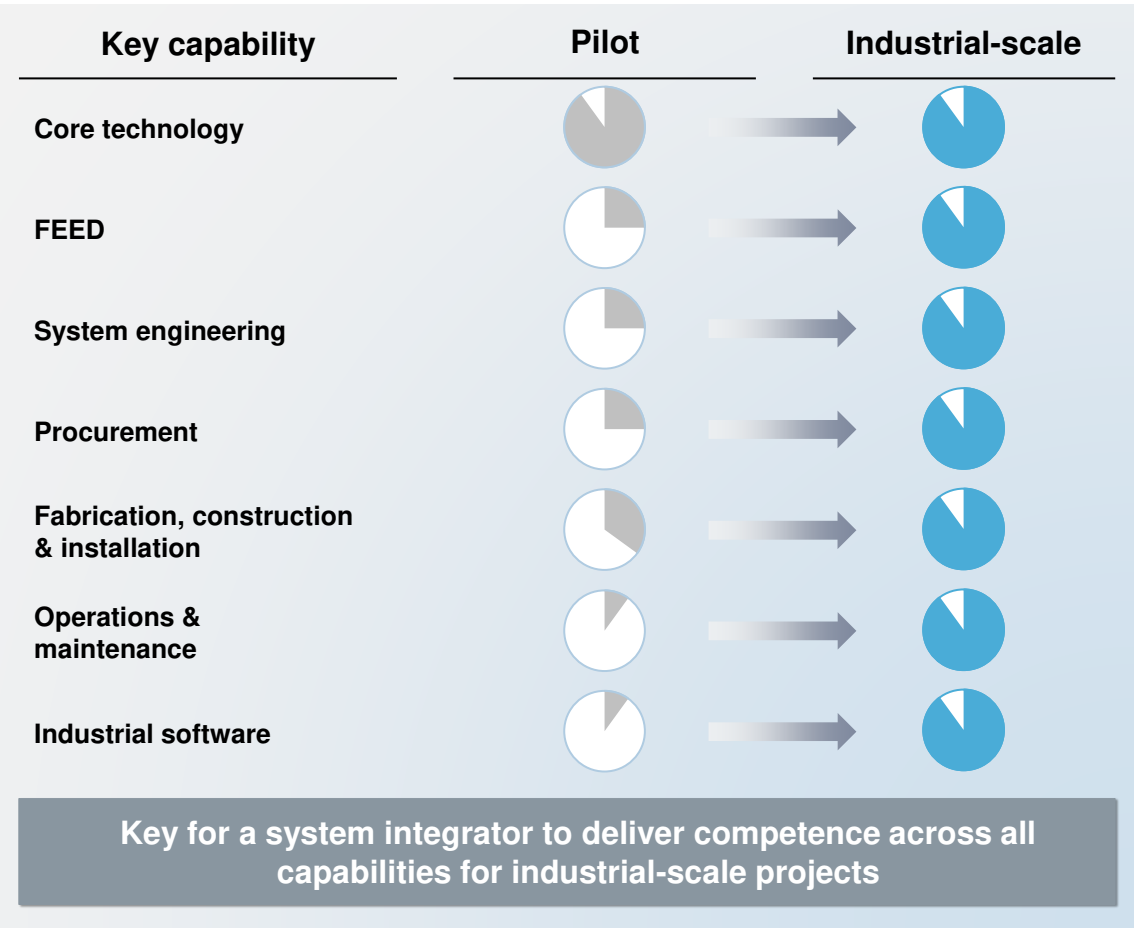 Key capability
Pilot
Industrial-scale
Core technology
FEED
System engineering
Procurement
Fabrication, construction
& installation
Operations &
maintenance
Industrial software
Key for a system integrator to deliver competence across all
capabilities for industrial-scale projects